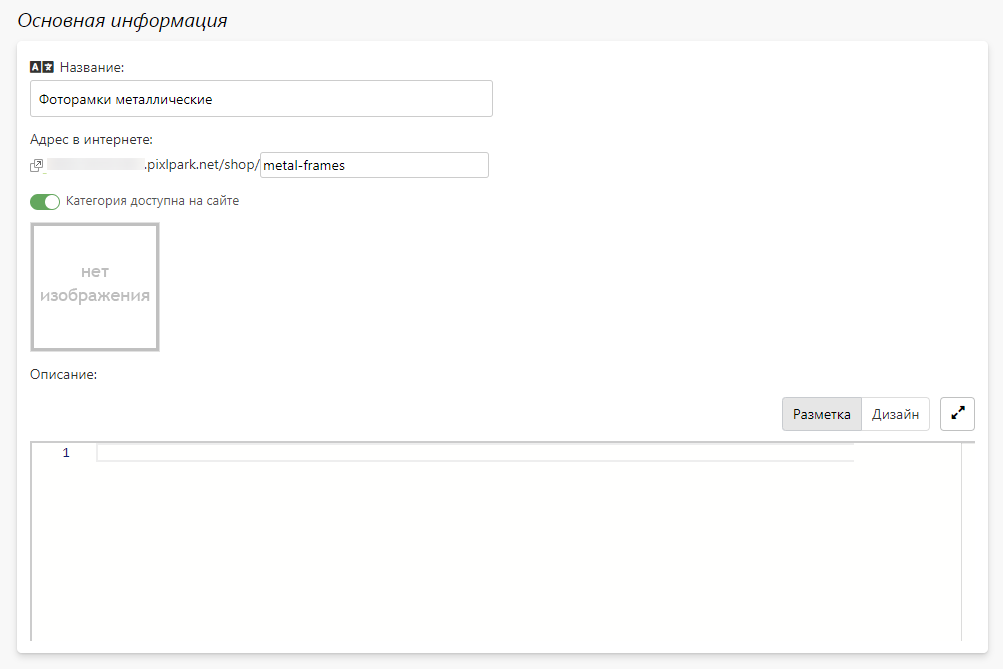 Основная информация
Название:
Фоторамки металлические
Адрес в интернете:
.pixlpark.net/shop/ metal-frames
Категория доступна на сайте
нет
изображения
Описание:
Разметка Дизайн
1